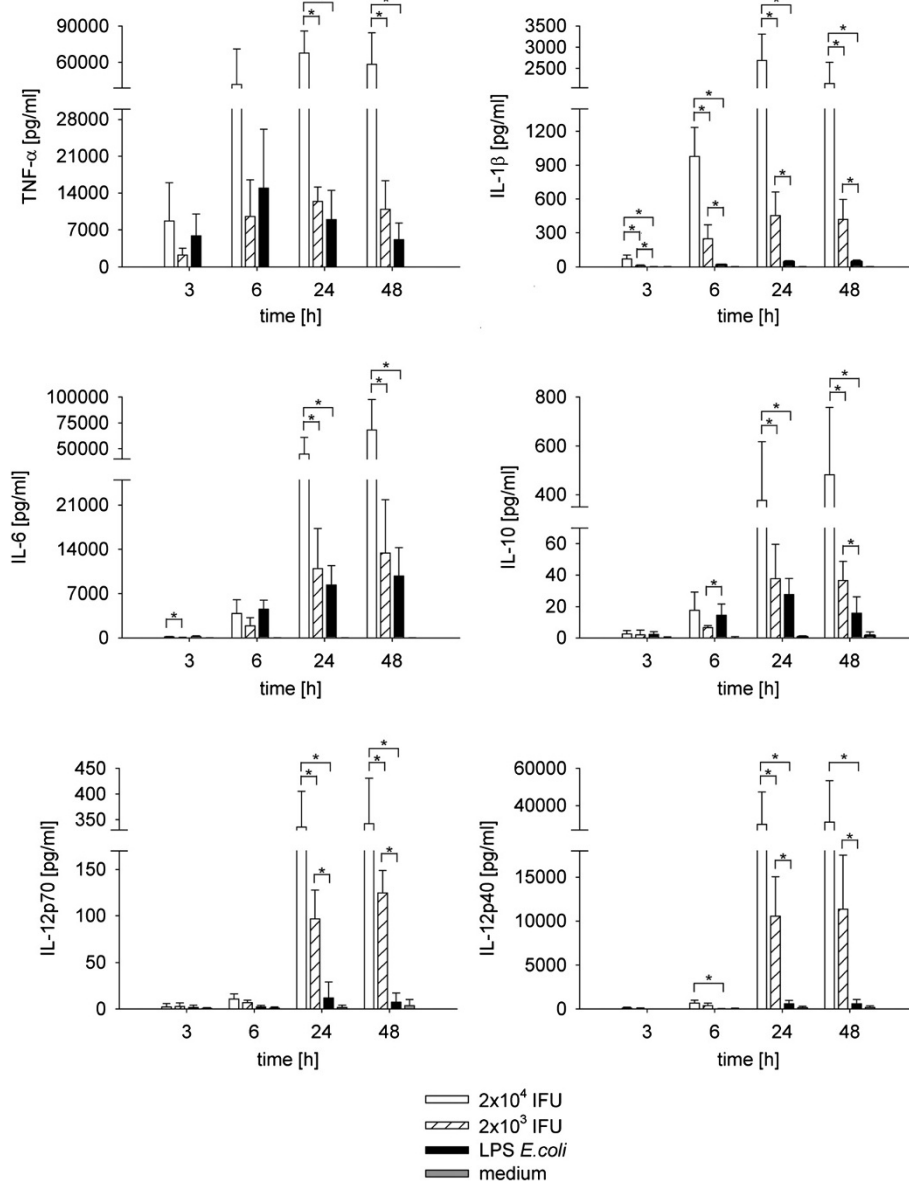 TNF-α [pg/ml]
90000
60000
28000
21000
14000
7000
0
* *
* *
3 6 24 48
time [h]
IL-1β [pg/ml]
3500
3000
2500
1200
900
600
300
0
* * *
* * *
* * *
* * *
3 6 24 48
time [h]
IL-6 [pg/ml]
100000
75000
50000
21000
14000
7000
0
*
* *
* *
3 6 24 48
time [h]
IL-10 [pg/ml]
800
600
400
60
40
20
0
*
* *
* * *
3 6 24 48
time [h]
IL-12p70 [pg/ml]
450
400
350
150
100
50
0
* * *
* * *
3 6 24 48
time [h]
IL-12p40 [pg/ml]
60000
40000
15000
10000
5000
0
*
* * *
* *
3 6 24 48
time [h]
2x10⁴ IFU
2x10³ IFU
LPS E.coli
medium